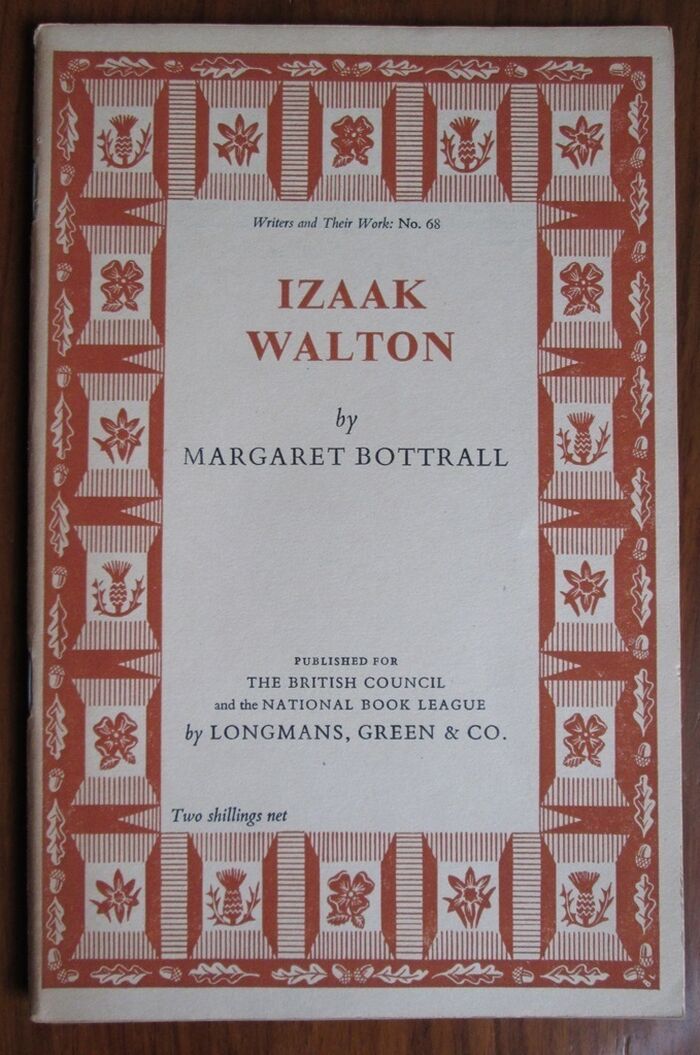 Writers and Their Work: No. 68
IZAAK
WALTON
by
MARGARET BOTTRALL
PUBLISHED FOR
THE BRITISH COUNCIL
and the NATIONAL BOOK LEAGUE
by LONGMANS, GREEN & CO.
Two shillings net